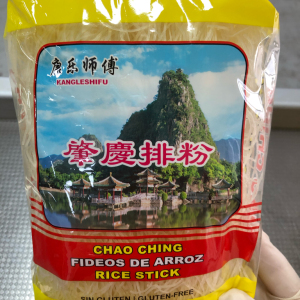 康乐师傅
KANGLESHIFU
肇慶排粉
CHAO CHING
FIDEOS DE ARROZ
RICE STICK
SIN GLUTEN / GLUTEN-FREE